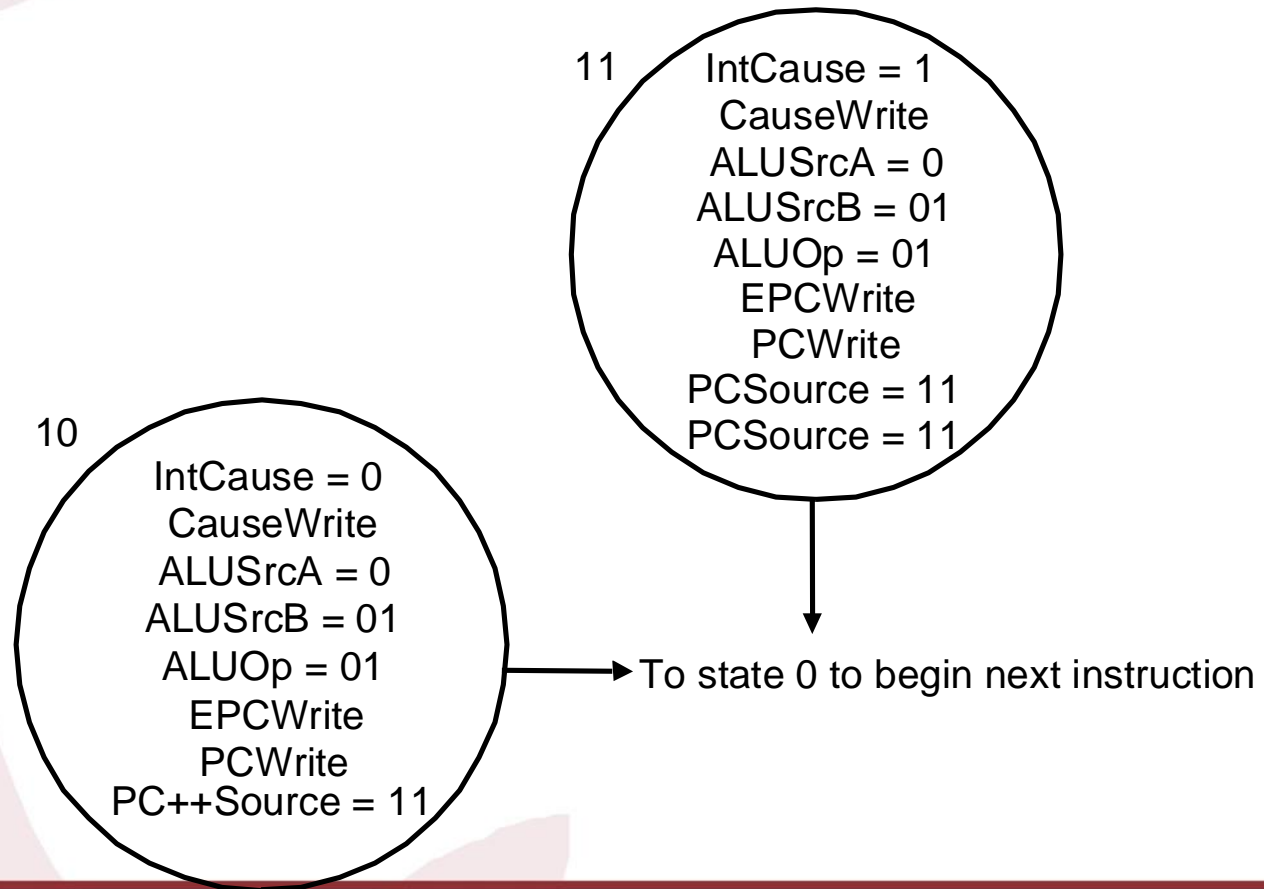 11
IntCause = 1
CauseWrite
ALUSrcA = 0
ALUSrcB = 01
ALUOp = 01
EPCWrite
PCWrite
PCSource = 11
PCSource = 11
10
IntCause = 0
CauseWrite
ALUSrcA = 0
ALUSrcB = 01
ALUOp = 01
EPCWrite
PCWrite
PC++Source = 11
To state 0 to begin next instruction